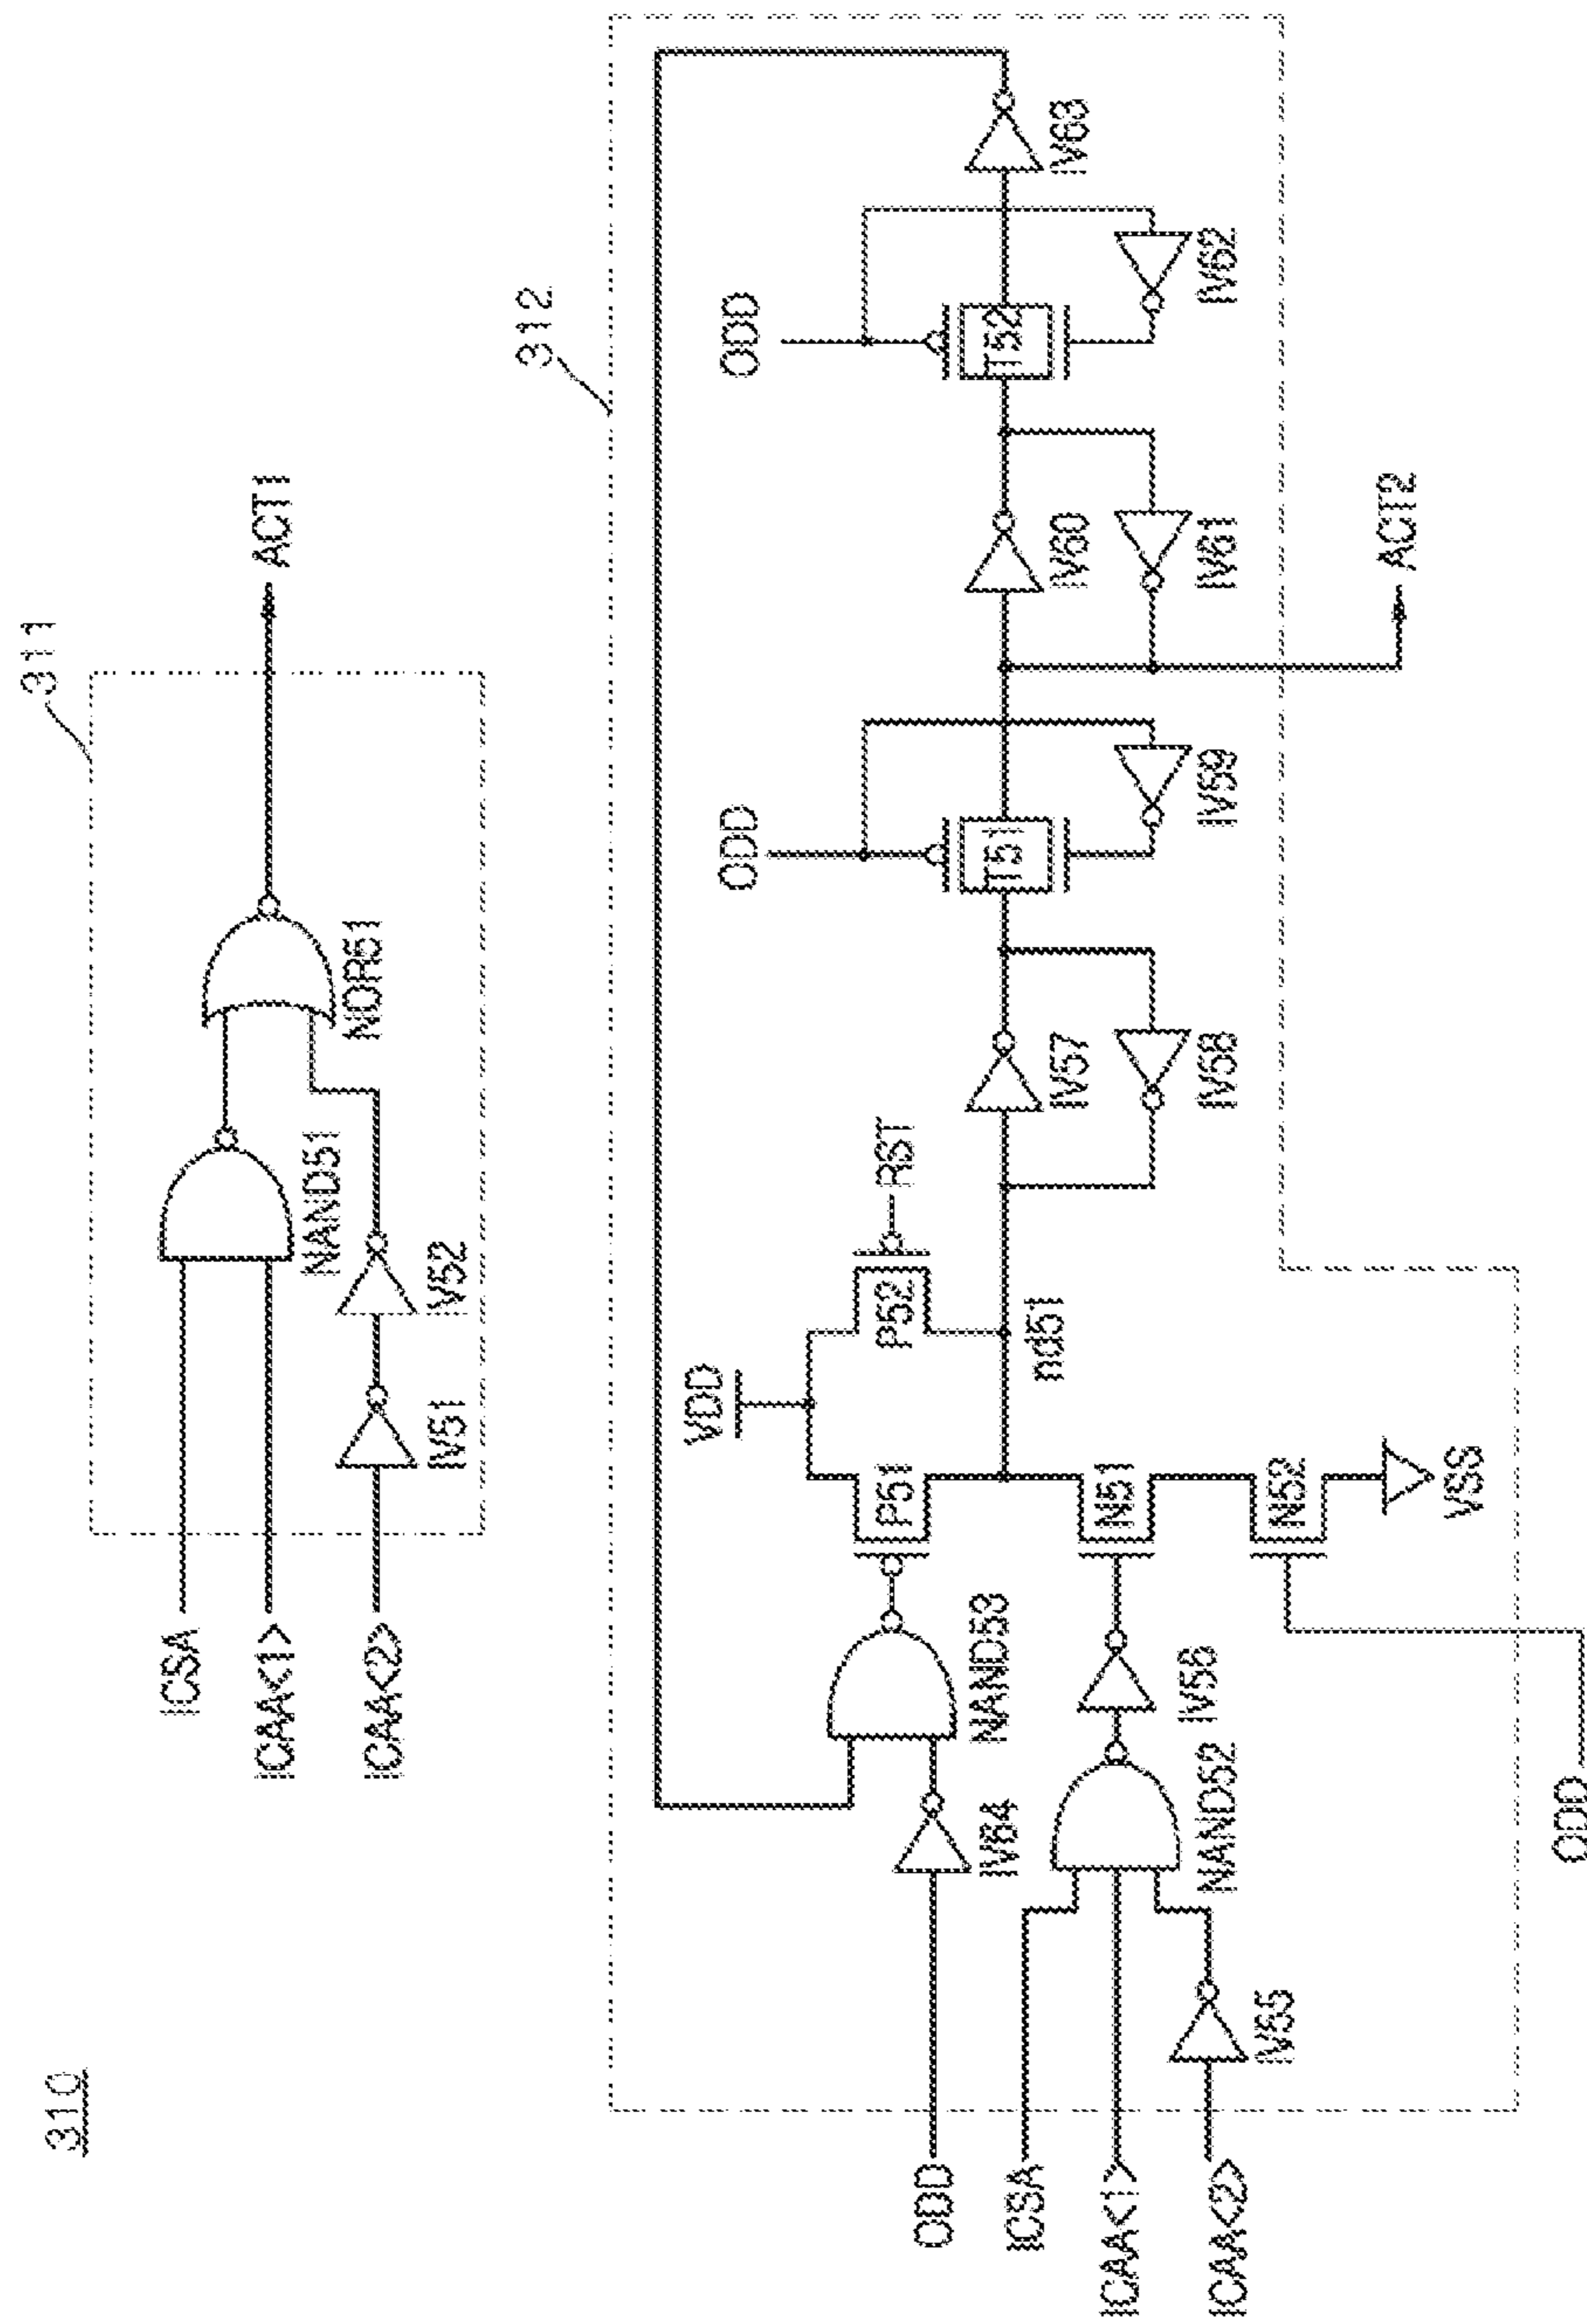 310
311
ICSA
ICAA<1>
ICAA<2>
NAND51
IV51
IV52
NOR51
ACT1
312
ODD
IV64
NAND53
ICSA
ICAA<1>
ICAA<2>
IV55
NAND52
IV56
ODD
VDD
P51
P52
RST
nd51
N51
N52
VSS
IV57
IV58
ODD
T51
IV59
IV60
IV61
ACT2
ODD
T52
IV62
IV63